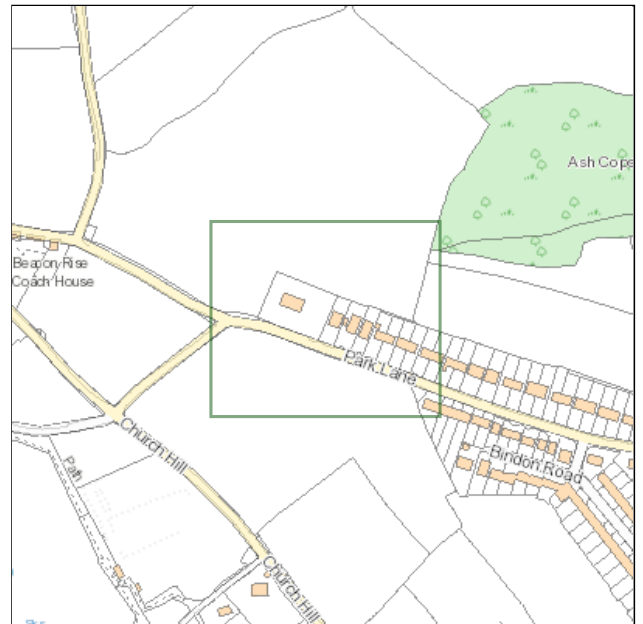 Ash Cops
Beacon Rise
Coach House
Park Lane
Church Hill
Bindon Road
Path
Church Hill